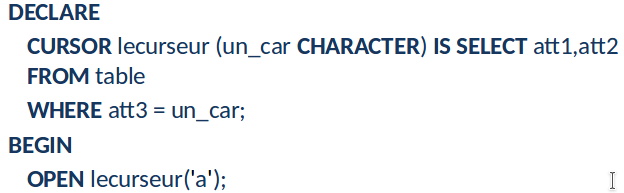 DECLARE
CURSOR lecurseur (un_car CHARACTER) IS SELECT att1,att2
FROM table
WHERE att3 = un_car;
BEGIN
OPEN lecurseur('a');